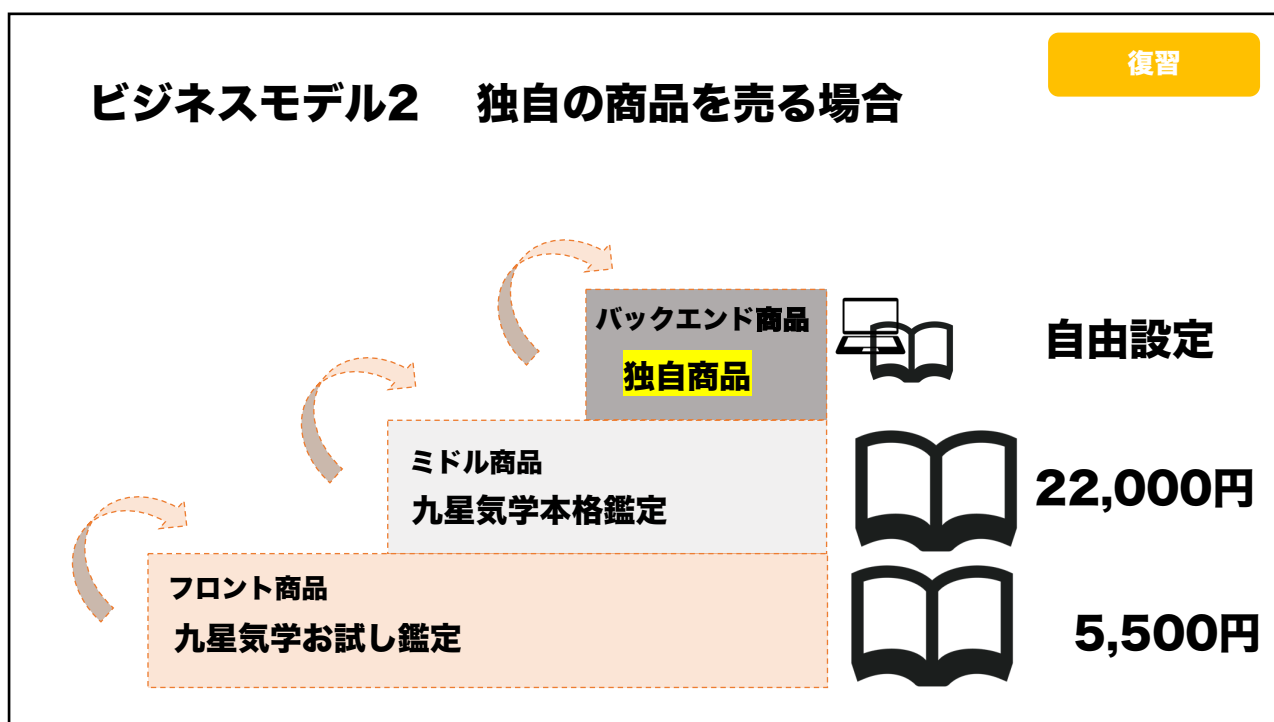 復習
ビジネスモデル2 独自の商品を売る場合
バックエンド商品
独自商品
自由設定
ミドル商品
九星気学本格鑑定
22,000円
フロント商品
九星気学お試し鑑定
5,500円